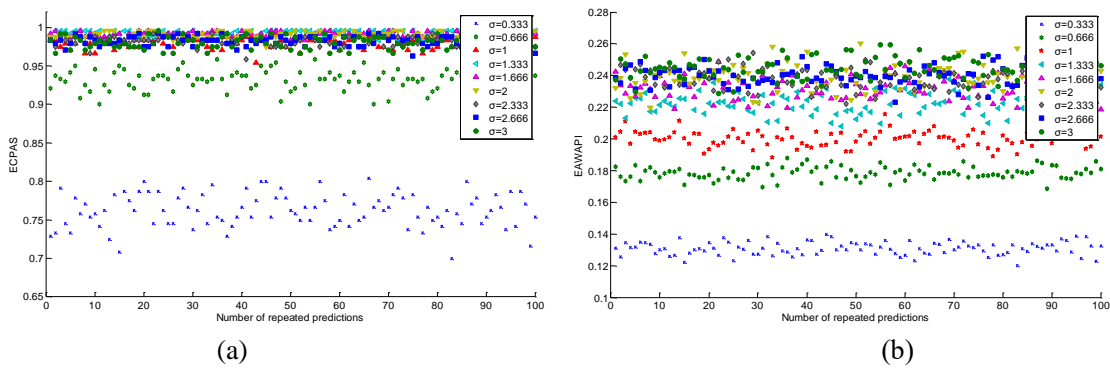 1
0.95
0.9
0.85
0.8
0.75
0.7
0.65
0 10 20 30 40 50 60 70 80 90 100
ECPAS
Number of repeated predictions
σ=0.333
σ=0.666
σ=1
σ=1.333
σ=1.666
σ=2
σ=2.333
σ=2.666
σ=3
(a)
0.28
0.26
0.24
0.22
0.2
0.18
0.16
0.14
0.12
0.1
0 10 20 30 40 50 60 70 80 90 100
EAWAPI
Number of repeated predictions
σ=0.333
σ=0.666
σ=1
σ=1.333
σ=1.666
σ=2
σ=2.333
σ=2.666
σ=3
(b)